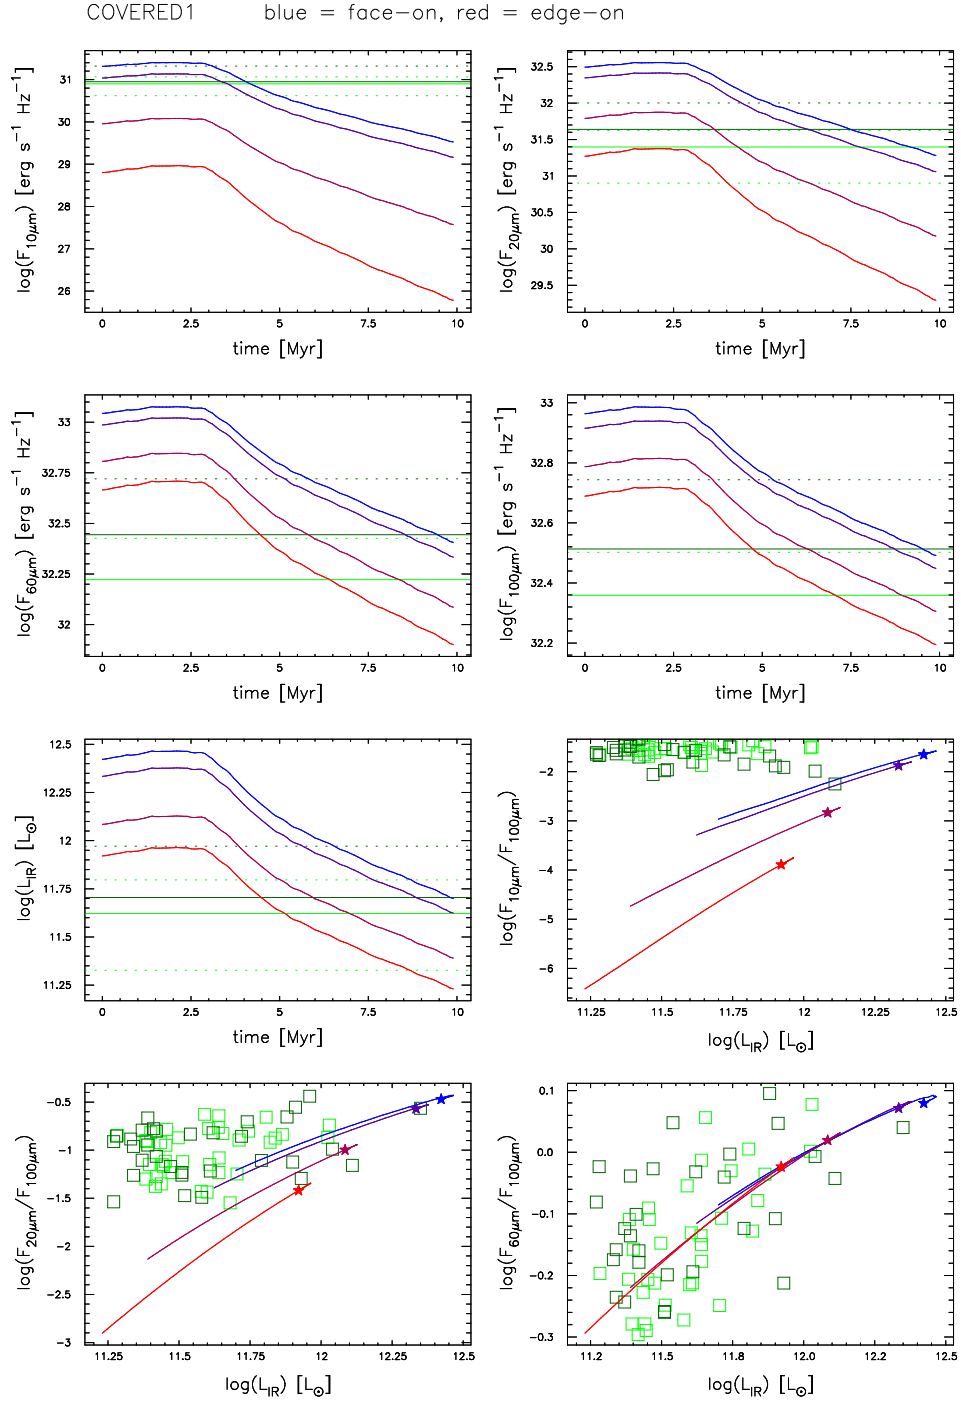 COVERED1 blue = face-on, red = edge-on
log(F10μm) [erg s−1 Hz−1]
31
30
29
28
27
26
0 2.5 5 7.5 10
time [Myr]
log(F20μm) [erg s−1 Hz−1]
32.5
32
31.5
31
30.5
30
29.5
0 2.5 5 7.5 10
time [Myr]
log(F60μm) [erg s−1 Hz−1]
33
32.75
32.5
32.25
32
0 2.5 5 7.5 10
time [Myr]
log(F100μm) [erg s−1 Hz−1]
33
32.8
32.6
32.4
32.2
0 2.5 5 7.5 10
time [Myr]
log(LIR) [L⊙]
12.5
12.25
12
11.75
11.5
11.25
0 2.5 5 7.5 10
time [Myr]
log(F10μm/F100μm)
−2
−3
−4
−5
−6
11.25 11.5 11.75 12 12.25 12.5
log(LIR) [L⊙]
log(F20μm/F100μm)
−0.5
−1
−1.5
−2
−2.5
−3
11.25 11.5 11.75 12 12.25 12.5
log(LIR) [L⊙]
log(F60μm/F100μm)
0.1
0.0
−0.1
−0.2
−0.3
11.2 11.5 11.8 12.0 12.2 12.5
log(LIR) [L⊙]